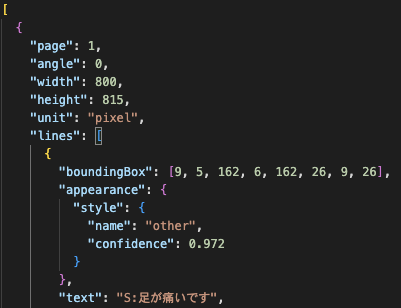 [
{
"page": 1,
"angle": 0,
"width": 800,
"height": 815,
"unit": "pixel",
"lines": [
{
"boundingBox": [9, 5, 162, 6, 162, 26, 9, 26],
"appearance": {
"style": {
"name": "other",
"confidence": 0.972
}
},
"text": "S:足が痛いです",